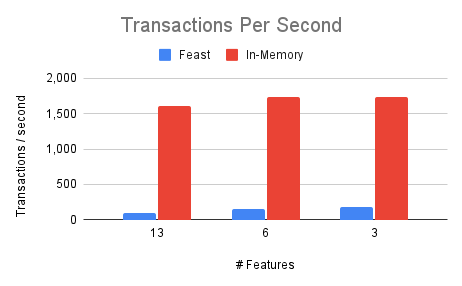 Transactions Per Second
Feast
In-Memory
Transactions / second
2,000
1,500
1,000
500
0
13
6
3
# Features